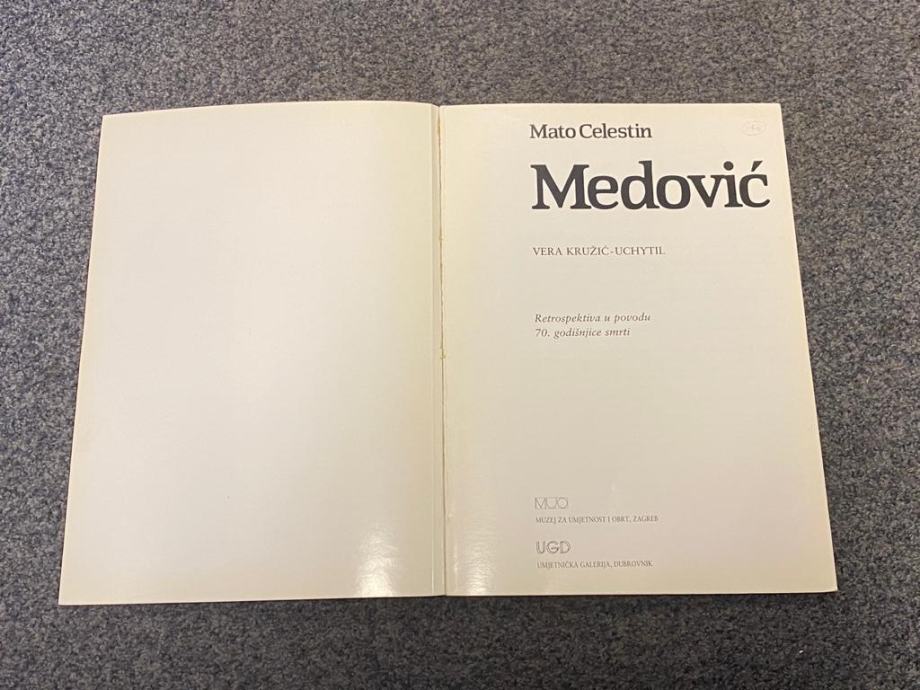 Mato Celestin
Medović
VERA KRUŽIĆ-UCHYTIL
Retrospektiva u povodu
70. godišnjice smrti
MUO
MUZEJ ZA UMJETNOST I OBRT, ZAGREB
UGD
UMJETNIČKA GALERIJA, DUBROVNIK